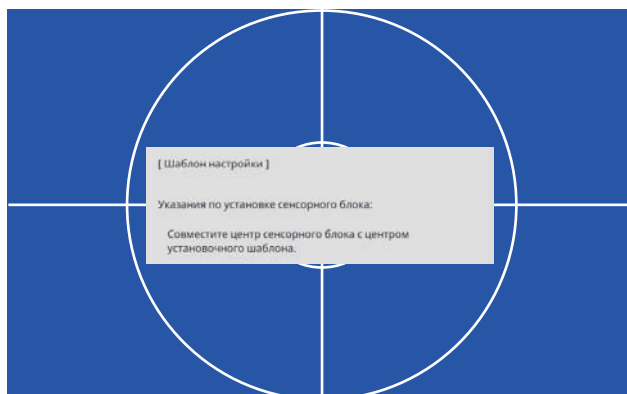 [ Шаблон настройки ]
Указания по установке сенсорного блока:
Совместите центр сенсорного блока с центром
установочного шаблона.